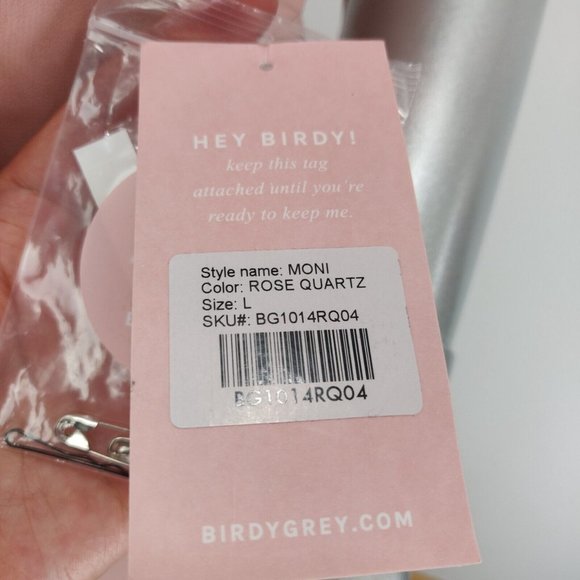 HEY BIRDY!
keep this tag
attached until you're
ready to keep me.
Style name: MONI
Color: ROSE QUARTZ
Size: L
SKU#: BG1014RQ04
BG1014RQ04
BIRDYGREY.COM